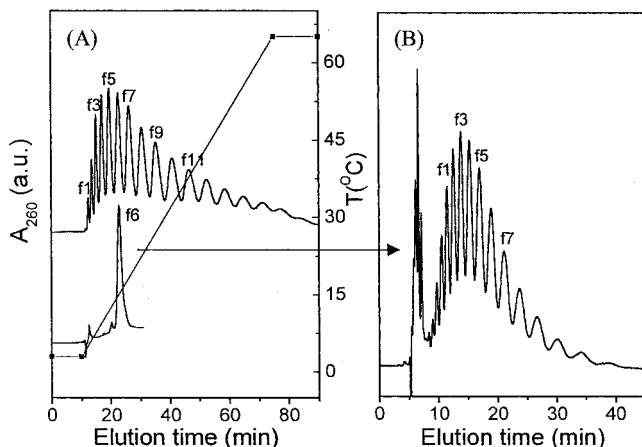 (A)
f1
f3
f5
f7
f9
f11
f6
A260 (a.u.)
60
45
30
15
0
T(°C)
0
20
40
60
80
Elution time (min)
(B)
f1
f3
f5
f7
0
10
20
30
40
Elution time (min)